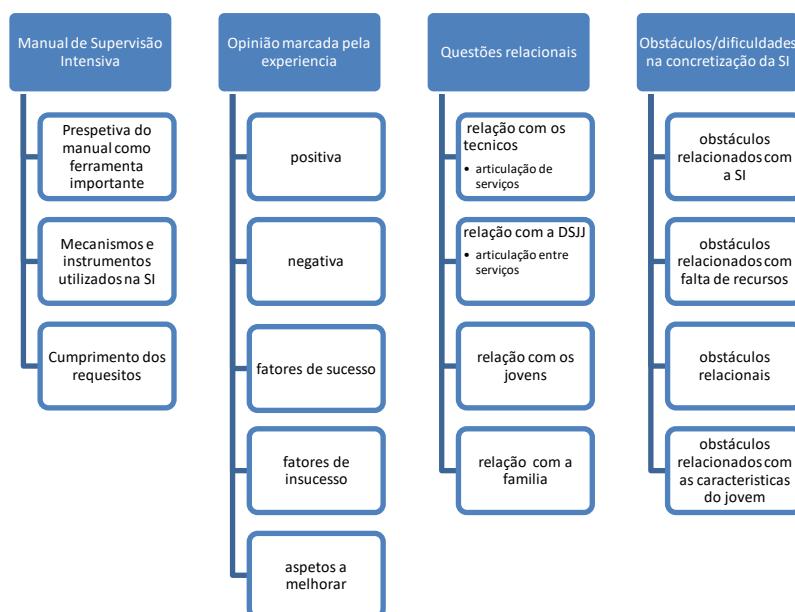 Manual de Supervisão
Intensiva
Prespetiva do
manual como
ferramenta
importante
Mecanismos e
instrumentos
utilizados na SI
Cumprimento dos
requesitos
Opinião marcada pela
experiencia
positiva
negativa
fatores de sucesso
fatores de
insucesso
aspetos a
melhorar
Questões relacionais
relação com os
tecnicos
• articulação de
serviços
relação com a DSJJ
• articulação entre
serviços
relação com os
jovens
relação com a
familia
Obstáculos/dificuldades
na concretização da SI
obstáculos
relacionados com
a SI
obstáculos
relacionados com
falta de recursos
obstáculos
relacionais
obstáculos
relacionados com
as caracteristicas
do jovem